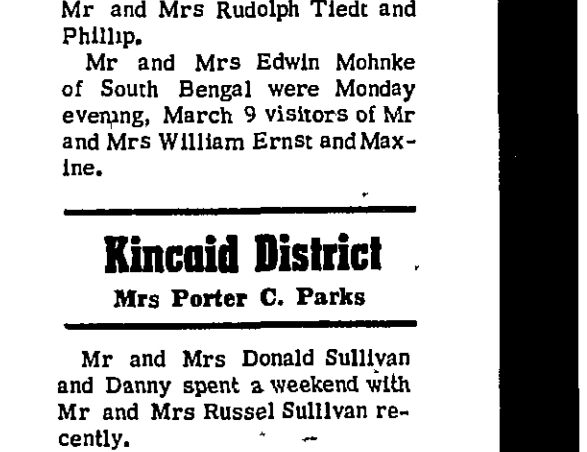 Mr and Mrs Rudolph Tiedt and
Phillip.
Mr and Mrs Edwin Mohnke
of South Bengal were Monday
evening, March 9 visitors of Mr
and Mrs William Ernst and Max-
ine.
Kincaid District
Mrs Porter C. Parks
Mr and Mrs Donald Sullivan
and Danny spent a weekend with
Mr and Mrs Russel Sullivan re-
cently.